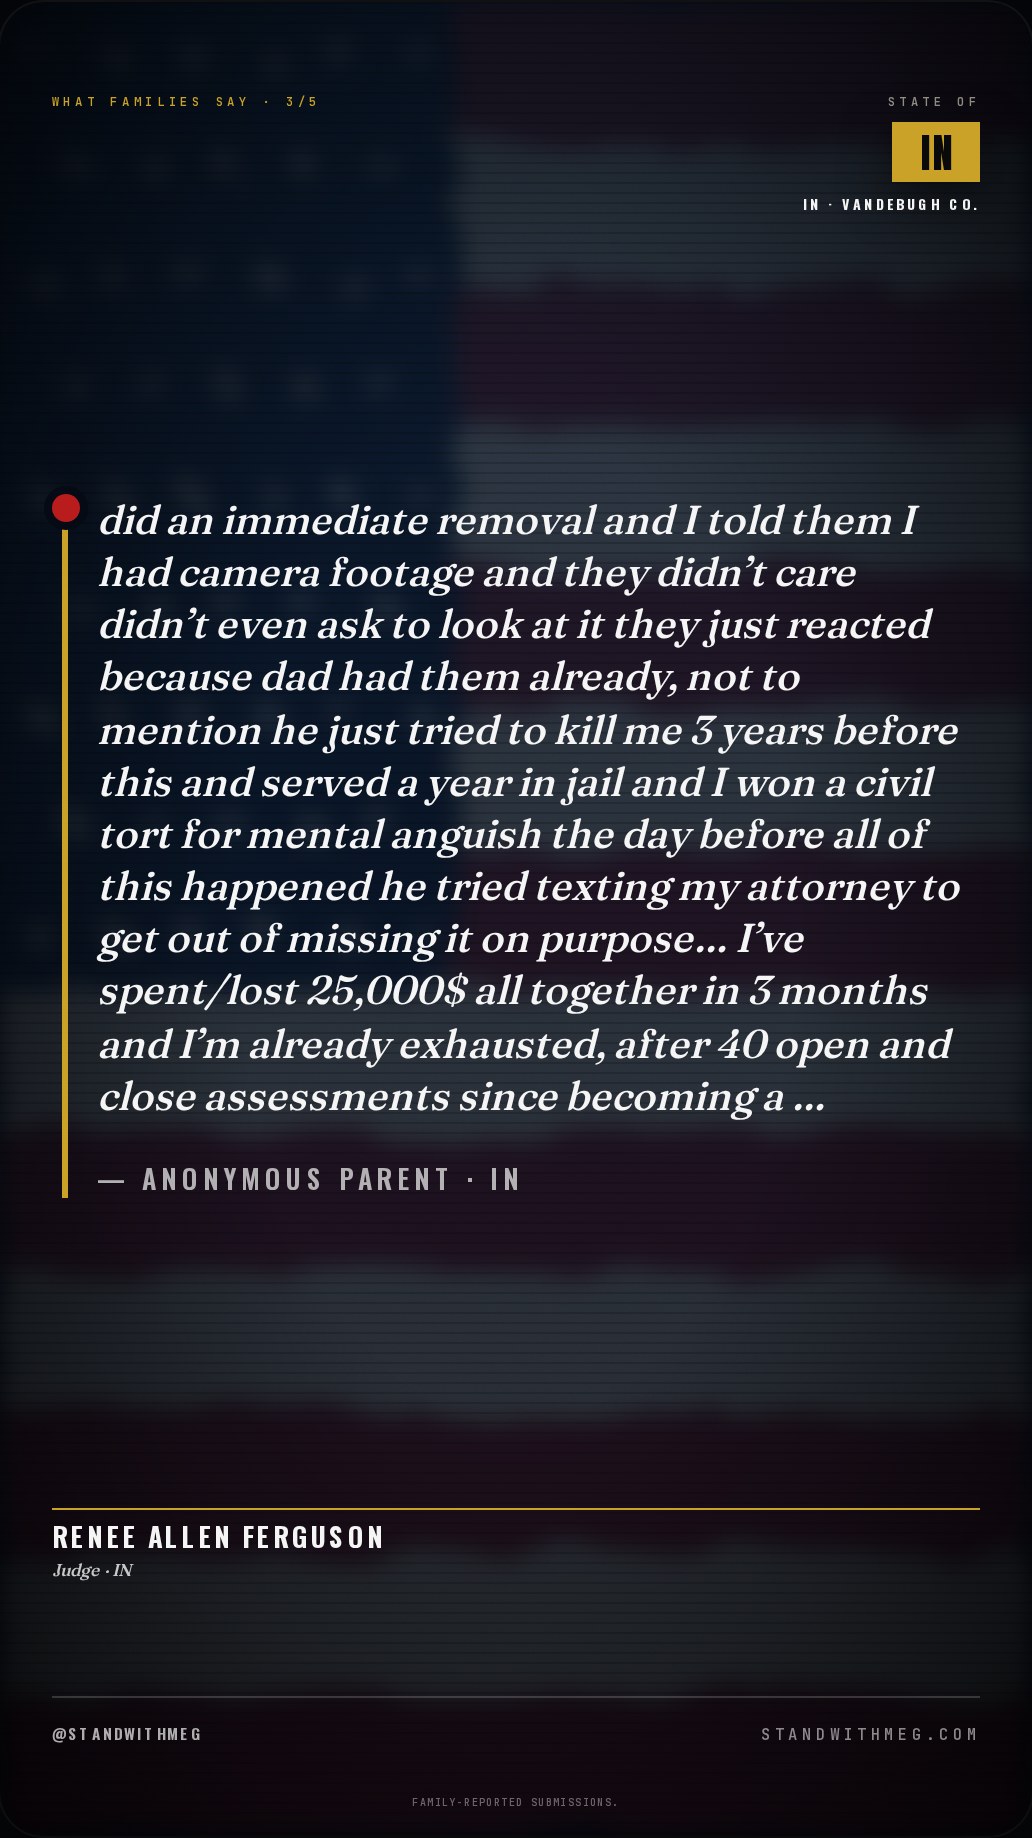 WHAT FAMILIES SAY · 3/5
STATE OF
IN
IN · VANDEBUGH CO.
did an immediate removal and I told them I
had camera footage and they didn’t care
didn’t even ask to look at it they just reacted
because dad had them already, not to
mention he just tried to kill me 3 years before
this and served a year in jail and I won a civil
tort for mental anguish the day before all of
this happened he tried texting my attorney to
get out of missing it on purpose... I’ve
spent/lost 25,000$ all together in 3 months
and I’m already exhausted, after 40 open and
close assessments since becoming a ...
— ANONYMOUS PARENT · IN
RENEE ALLEN FERGUSON
Judge · IN
@STANDWITHMEG
STANDWITHMEG.COM
FAMILY-REPORTED SUBMISSIONS.